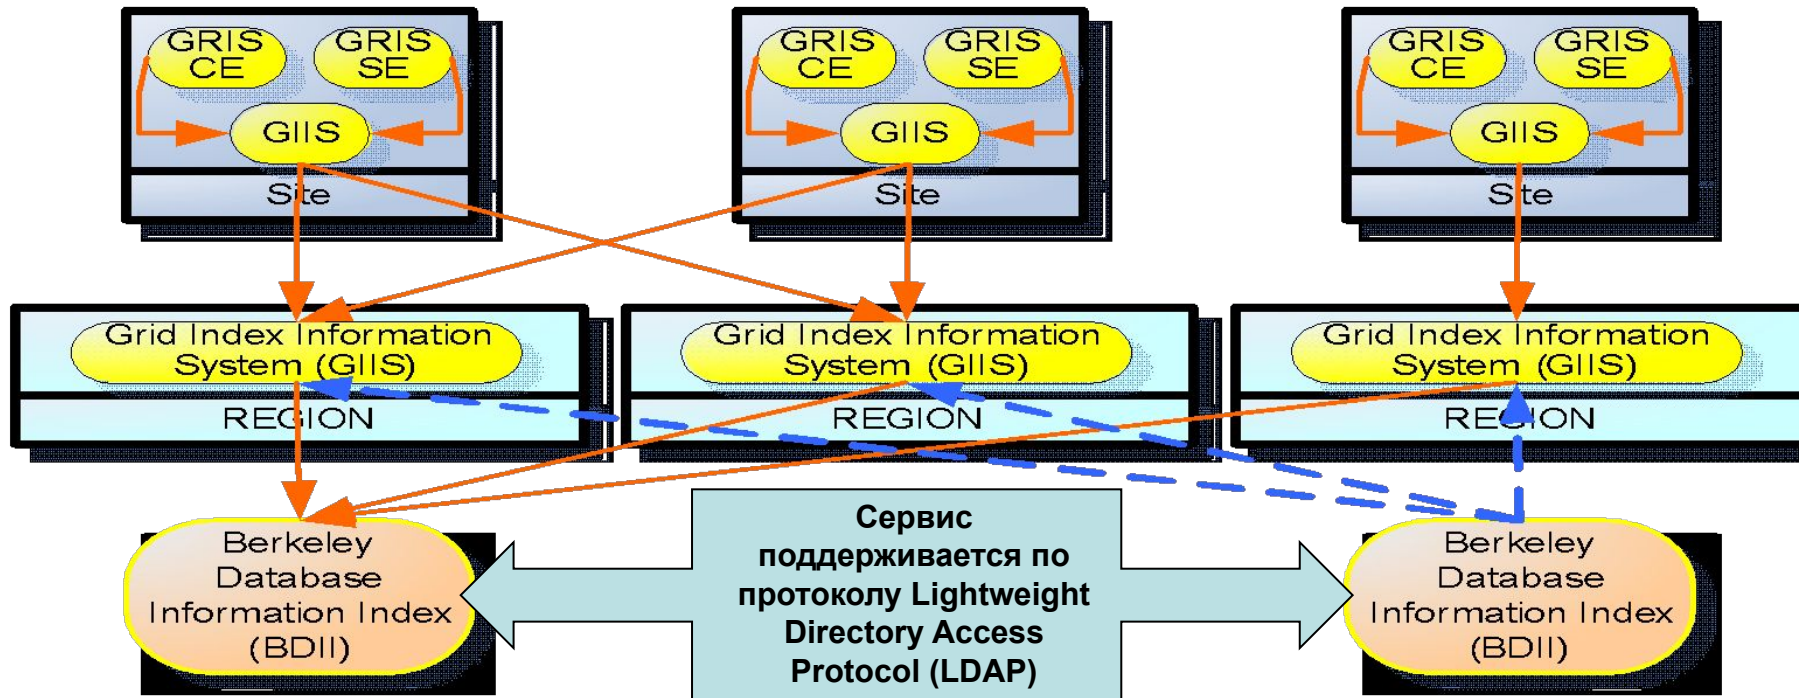 GRIS
CE
GRIS
SE
GIIS
Site
GRIS
CE
GRIS
SE
GIIS
Site
GRIS
CE
GRIS
SE
GIIS
Site
Grid Index Information
System (GIIS)
REGION
Grid Index Information
System (GIIS)
REGION
Grid Index Information
System (GIIS)
REGION
Berkeley
Database
Information Index
(BDII)
Сервис
поддерживается по
протоколу Lightweight
Directory Access
Protocol (LDAP)
Berkeley
Database
Information Index
(BDII)